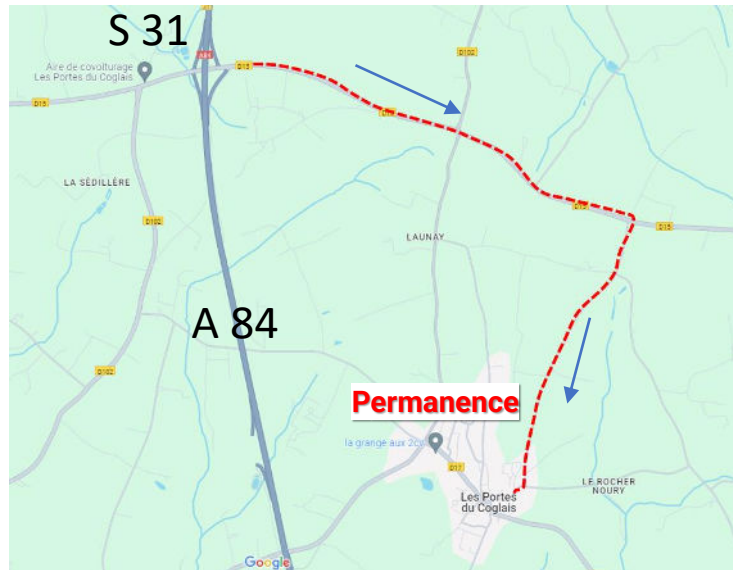 S 31
A84
Aire de covoiturage
Les Portes du Coglais
D15
D15
D102
D15
LA SÉDILLÈRE
D102
LAUNAY
D15
D15
A 84
D102
Permanence
la grange aux 2cv
D17
LE ROCHER
NOURY
Les Portes
du Coglais
Google